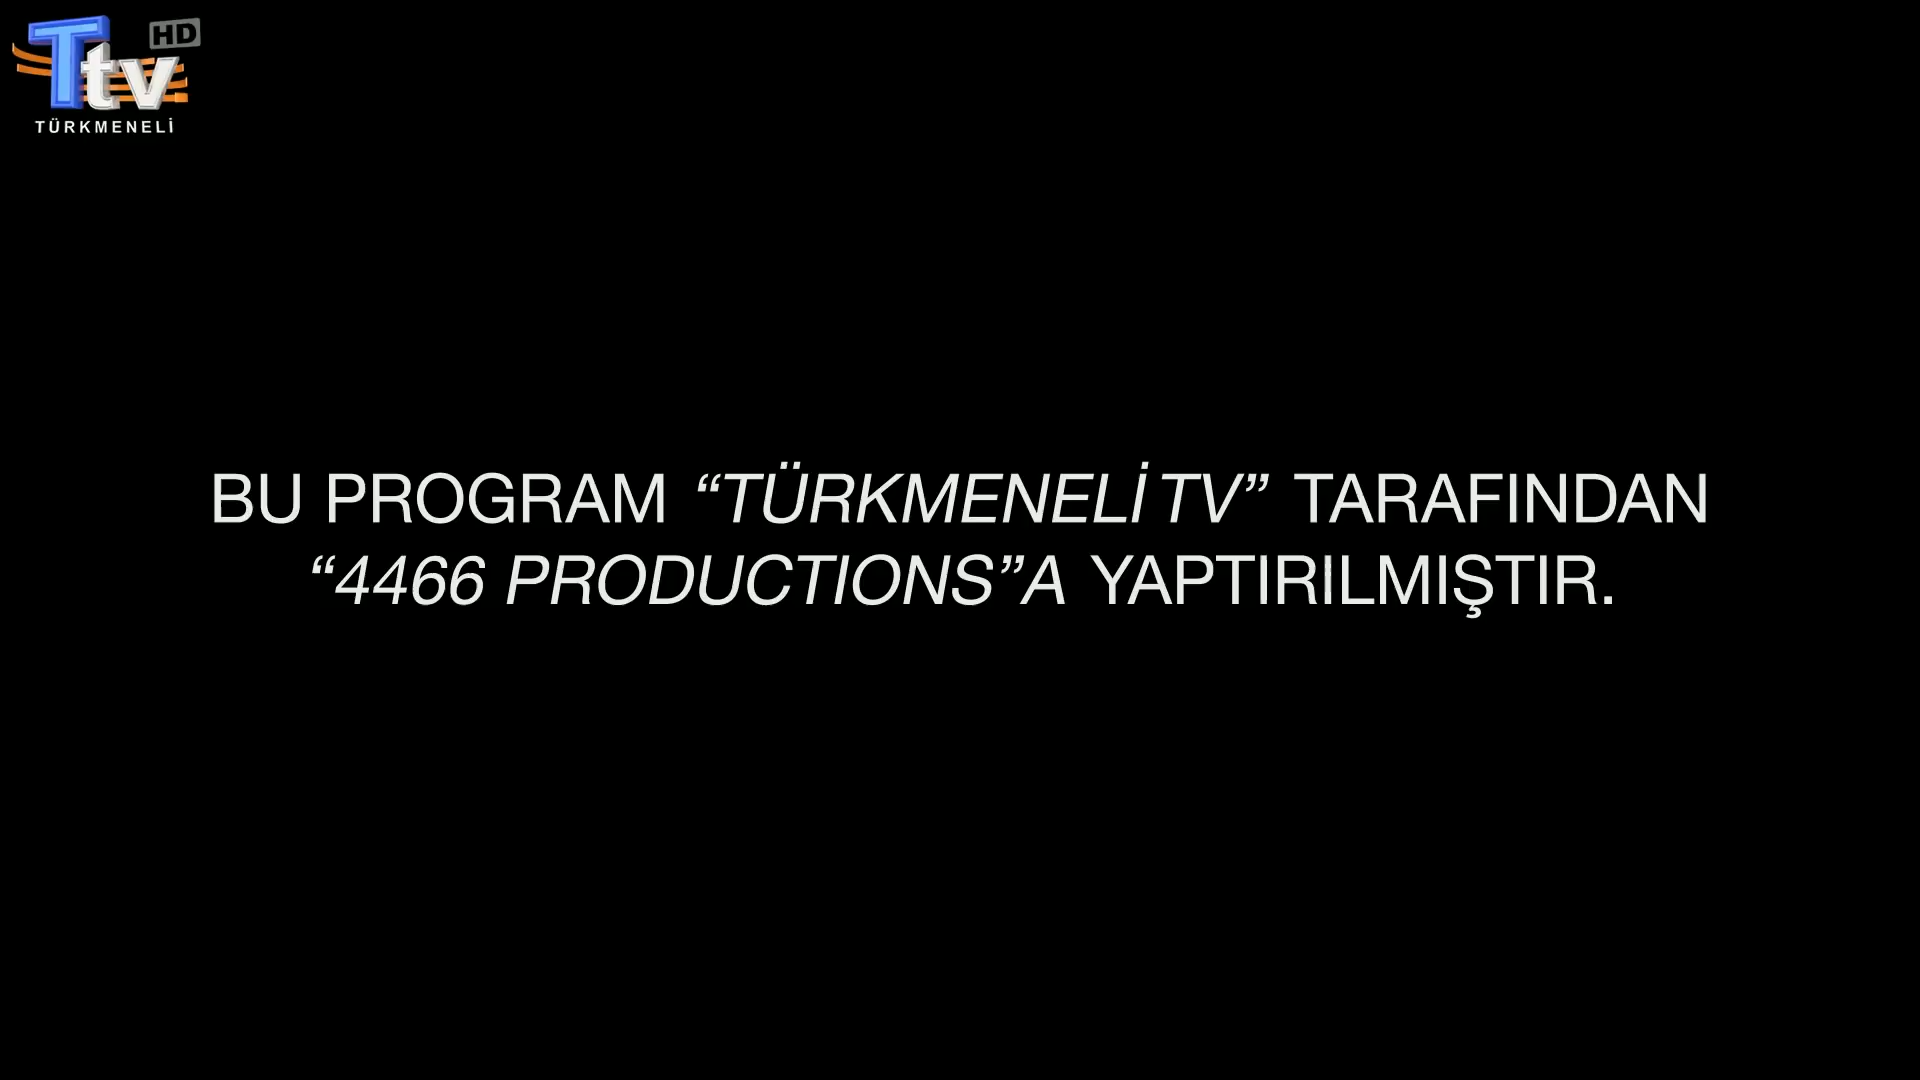 Ttv HD
TÜRKMENELİ
BU PROGRAM “TÜRKMENELİ TV” TARAFINDAN
“4466 PRODUCTIONS”A YAPTIRILMIŞTIR.